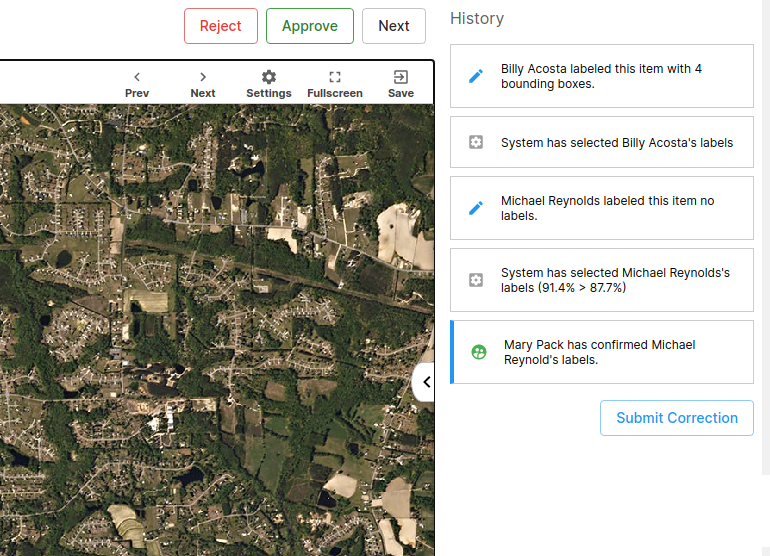 Reject
Approve
Next
Prev
Next
Settings
Fullscreen
Save
History
Billy Acosta labeled this item with 4
bounding boxes.
System has selected Billy Acosta's labels
Michael Reynolds labeled this item no
labels.
System has selected Michael Reynolds's
labels (91.4% > 87.7%)
Mary Pack has confirmed Michael
Reynold's labels.
Submit Correction